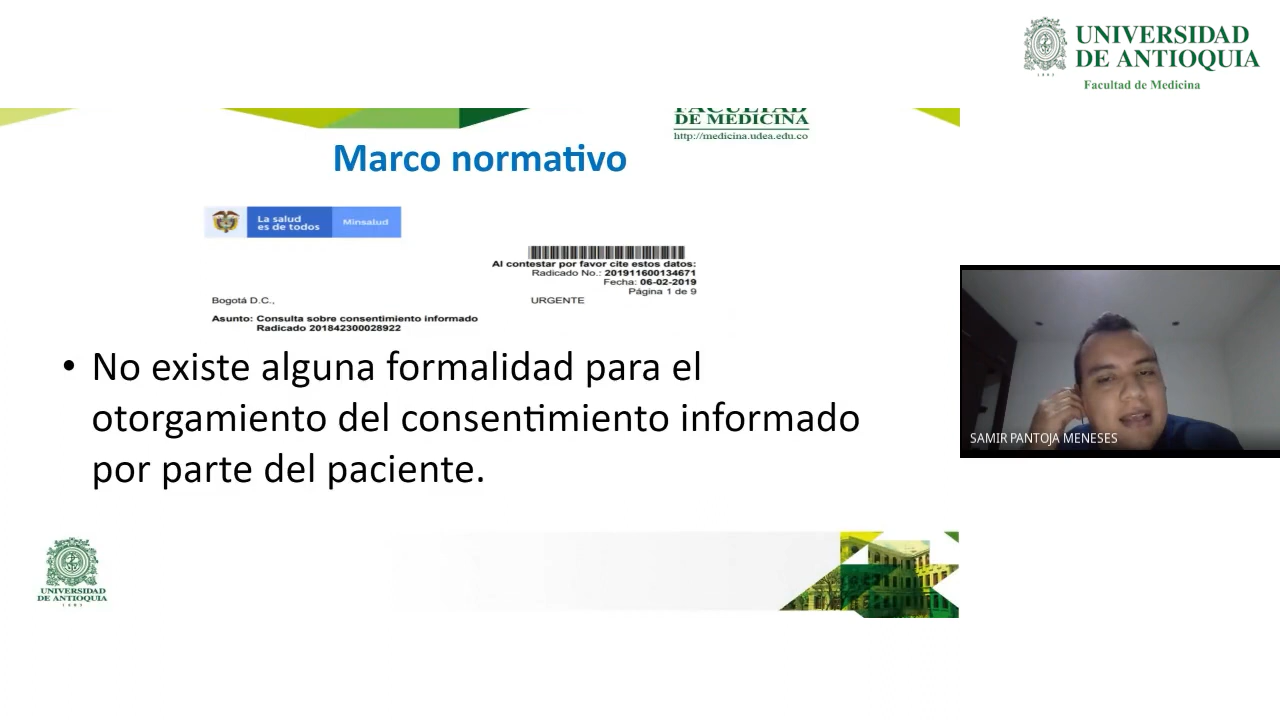 UNIVERSIDAD
DE ANTIOQUIA
1803
Facultad de Medicina
FACULTAD
DE MEDICINA
http://medicina.udea.edu.co
Marco normativo
La salud
es de todos
Minsalud
Al contestar por favor cite estos datos:
Radicado No.: 201911600134671
Fecha: 06-02-2019
Página 1 de 9
Bogotá D.C.,
URGENTE
Asunto: Consulta sobre consentimiento informado
Radicado 201842300028922
• No existe alguna formalidad para el
otorgamiento del consentimiento informado
por parte del paciente.
SAMIR PANTOJA MENESES
UNIVERSIDAD
DE ANTIOQUIA
1803